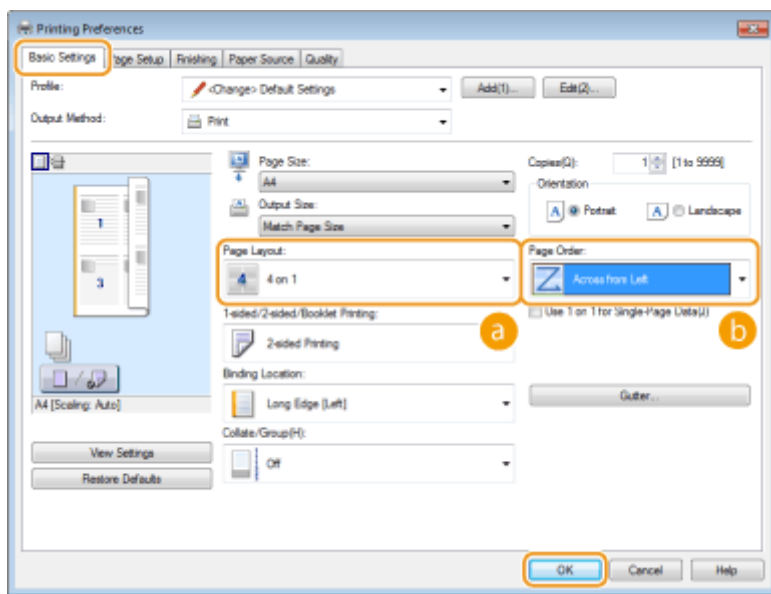 Printing Preferences
Basic Settings Page Setup Finishing Paper Source Quality
Profile: <Change> Default Settings Add(1)... Edit(2)...
Output Method: Print
Page Size: Copies(Q): 1 [1 to 9999]
A4 Orientation
Output Size: A Portrait A Landscape
Match Page Size
Page Layout: Page Order:
4 4 on 1 Across from Left
1-sided/2-sided/Booklet Printing: a Use 1 on 1 for Single-Page Data(J) b
2-sided Printing
Binding Location:
Long Edge [Left] Gutter...
A4 [Scaling: Auto]
Collate/Group(H):
Off
View Settings
Restore Defaults
1
3
OK Cancel Help